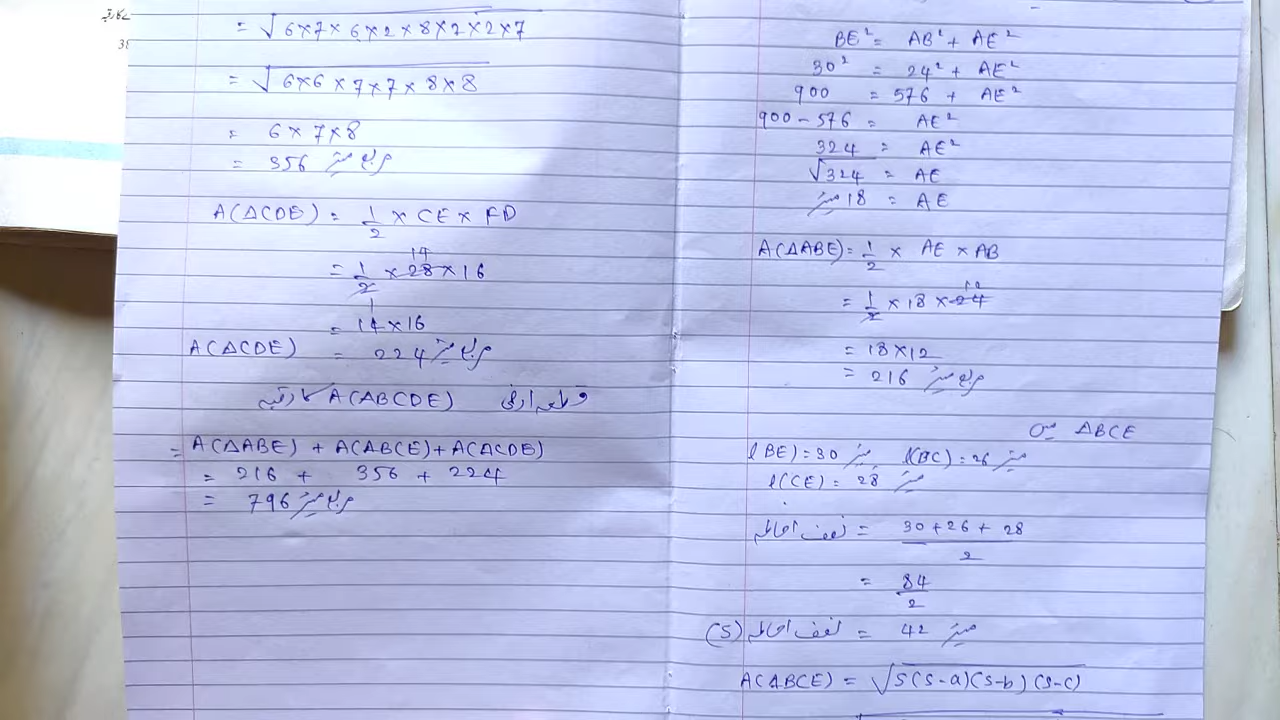 BE² = AB² + AE²
30² = 24² + AE²
900 = 576 + AE²
900 - 576 = AE²
324 = AE²
√324 = AE
میٹر 18 = AE
A(ΔABE) = 1/2 × AE × AB
= 1/2 × 18 × 24 12
= 18×12
= 216 مربع میٹر
ΔBCE میں
l(BE) = 30 میٹر l(BC) = 26 میٹر
l(CE) = 28 میٹر
نصف احاطہ = 30+26+28 / 2
= 84/2
(S) نصف احاطہ = 42 میٹر
A(ΔBCE) = √S(S-a)(S-b)(S-c)
= √6×7×6×2×8×2×2×7
= √6×6×7×7×8×8
= 6×7×8
= 356 مربع میٹر
A(ΔCDE) = 1/2 × CE × FD
= 1/2 × 28 14 × 16
= 14×16
A(ΔCDE) = 224 مربع میٹر
قطعہ ارضی A(ABCDE) کا رقبہ
= A(ΔABE) + A(ΔBCE) + A(ΔCDE)
= 216 + 356 + 224
= 796 مربع میٹر